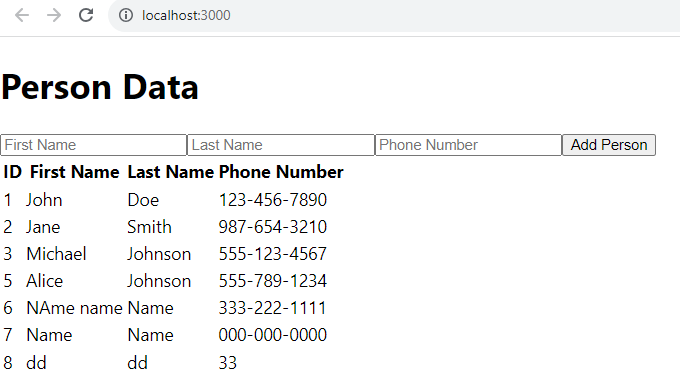 localhost:3000
Person Data
First Name Last Name Phone Number Add Person
ID First Name Last Name Phone Number
1 John Doe 123-456-7890
2 Jane Smith 987-654-3210
3 Michael Johnson 555-123-4567
5 Alice Johnson 555-789-1234
6 NAme name Name 333-222-1111
7 Name Name 000-000-0000
8 dd dd 33